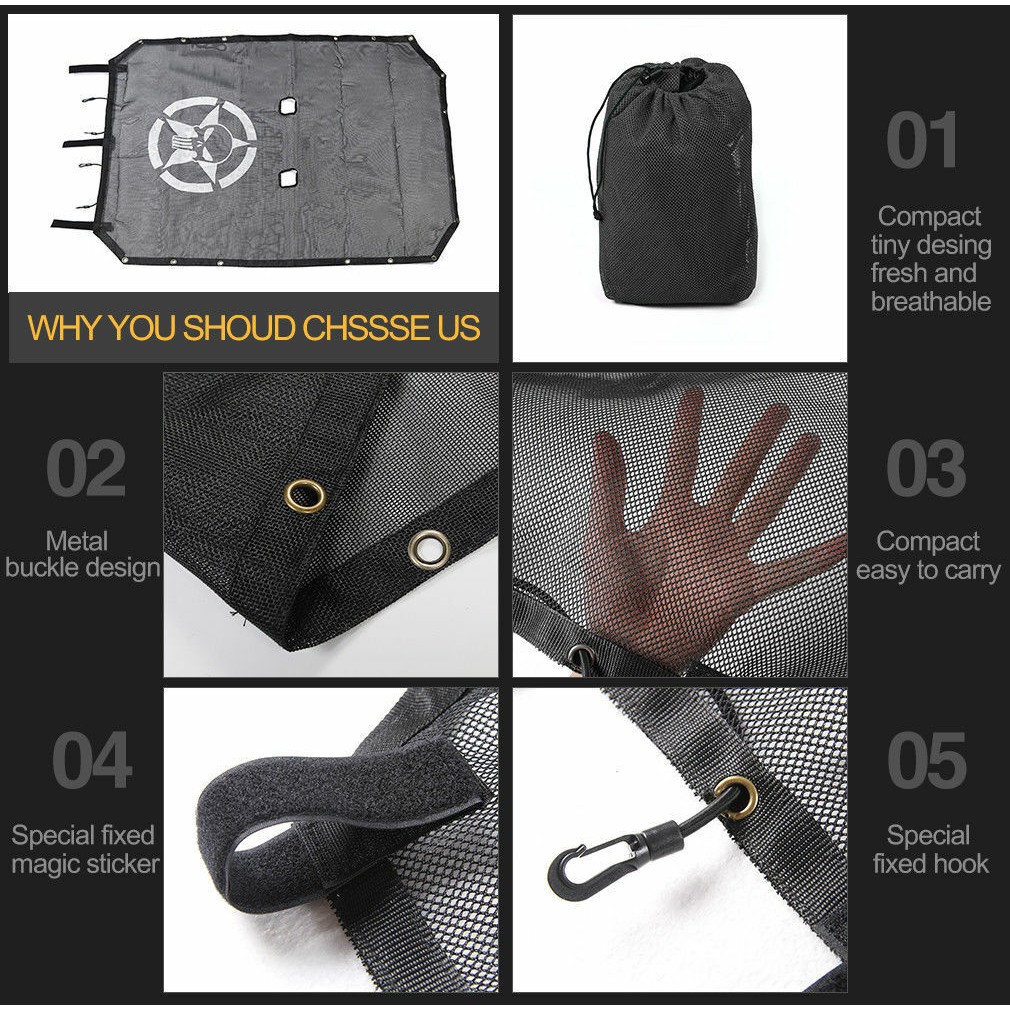 WHY YOU SHOUD CHSSSE US
01
Compact
tiny desing
fresh and
breathable
02
Metal
buckle design
03
Compact
easy to carry
04
Special fixed
magic sticker
05
Special
fixed hook